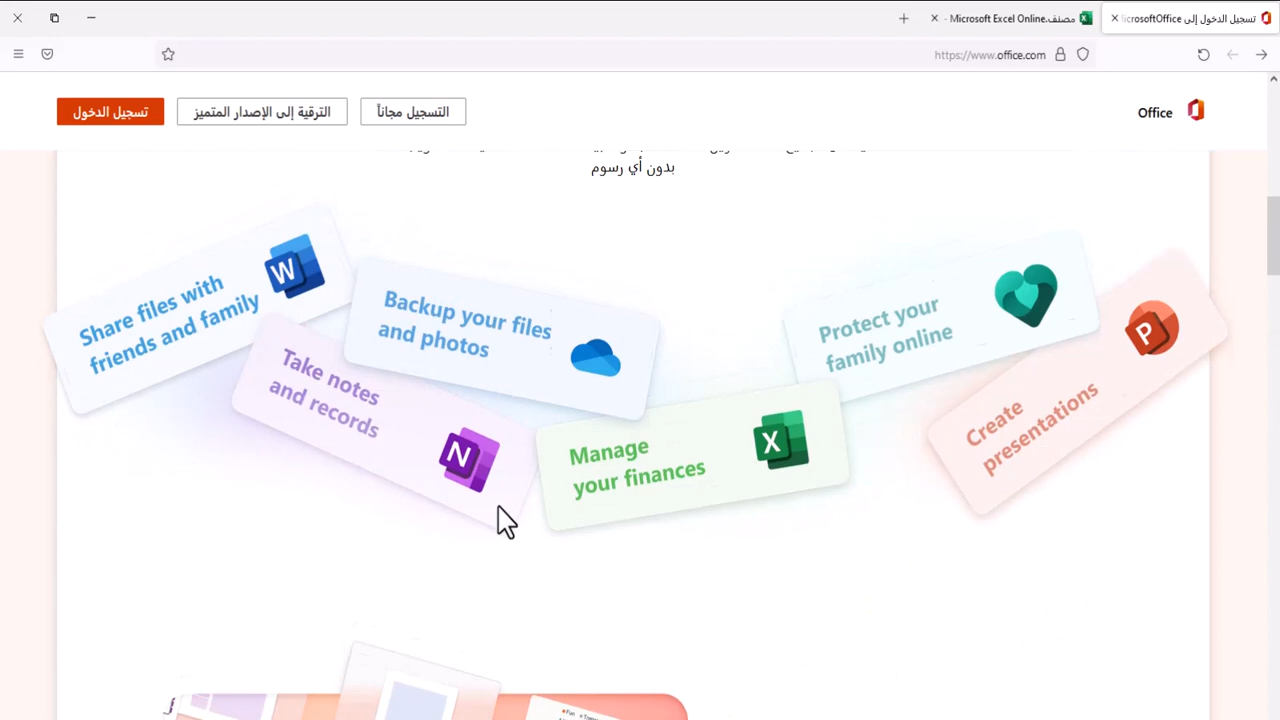 تسجيل الدخول إلى MicrosoftOffice
مصنف.Microsoft Excel Online -
https://www.office.com
Office
التسجيل مجاناً
الترقية إلى الإصدار المتميز
تسجيل الدخول
بدون أي رسوم
Share files with
friends and family
W
Backup your files
and photos
Take notes
and records
N
Manage
your finances
X
Protect your
family online
Create
presentations
P